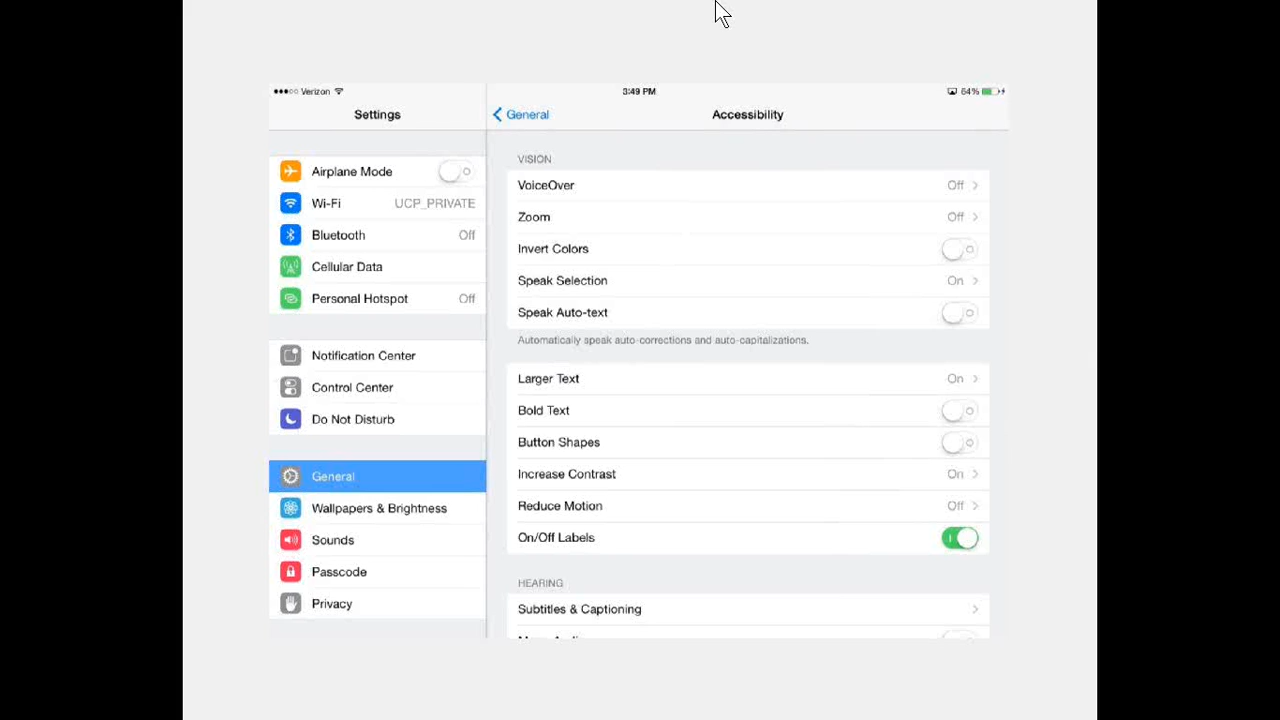 Verizon
3:49 PM
64%
Settings
General
Accessibility
Airplane Mode
Wi-Fi UCP_PRIVATE
Bluetooth Off
Cellular Data
Personal Hotspot Off
Notification Center
Control Center
Do Not Disturb
General
Wallpapers & Brightness
Sounds
Passcode
Privacy
VISION
VoiceOver Off
Zoom Off
Invert Colors
Speak Selection On
Speak Auto-text
Automatically speak auto-corrections and auto-capitalizations.
Larger Text On
Bold Text
Button Shapes
Increase Contrast On
Reduce Motion Off
On/Off Labels
HEARING
Subtitles & Captioning